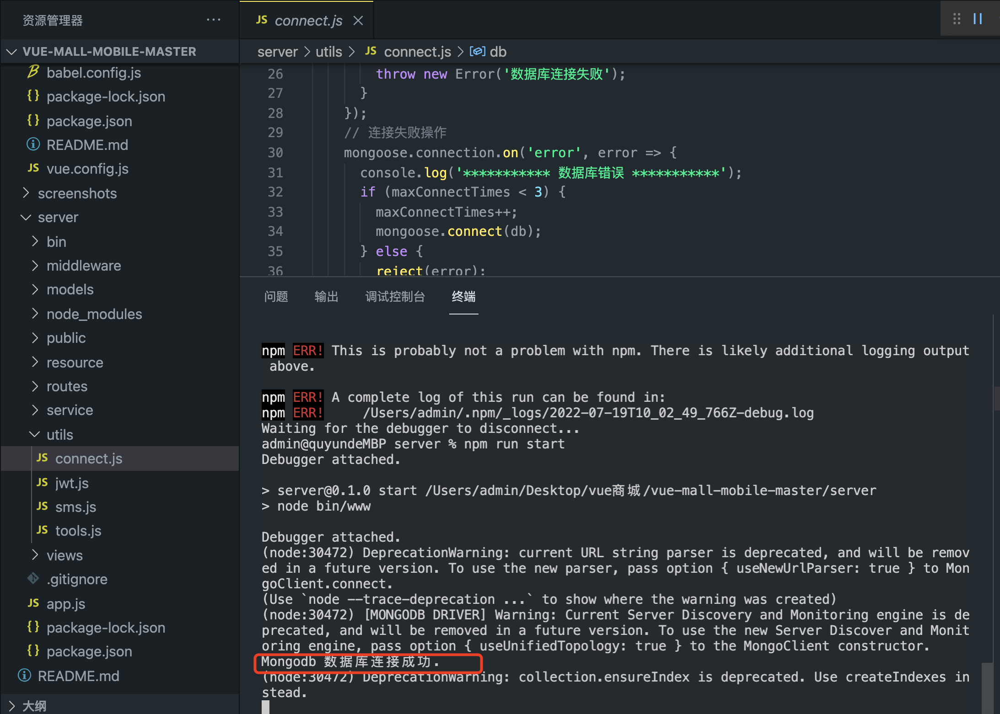 资源管理器
VUE-MALL-MOBILE-MASTER
babel.config.js
package-lock.json
package.json
README.md
vue.config.js
screenshots
server
bin
middleware
models
node_modules
public
resource
routes
service
utils
connect.js
jwt.js
sms.js
tools.js
views
.gitignore
app.js
package-lock.json
package.json
README.md
大纲
JS connect.js
server > utils > JS connect.js > db
26 throw new Error('数据库连接失败');
27 }
28 });
29 // 连接失败操作
30 mongoose.connection.on('error', error => {
31 console.log('*********** 数据库错误 ***********');
32 if (maxConnectTimes < 3) {
33 maxConnectTimes++;
34 mongoose.connect(db);
35 } else {
36 reject(error);
问题 输出 调试控制台 终端
npm ERR! This is probably not a problem with npm. There is likely additional logging output
above.
npm ERR! A complete log of this run can be found in:
npm ERR! /Users/admin/.npm/_logs/2022-07-19T10_02_49_766Z-debug.log
Waiting for the debugger to disconnect...
admin@quyundeMBP server % npm run start
Debugger attached.
> server@0.1.0 start /Users/admin/Desktop/vue商城/vue-mall-mobile-master/server
> node bin/www
Debugger attached.
(node:30472) DeprecationWarning: current URL string parser is deprecated, and will be remov
ed in a future version. To use the new parser, pass option { useNewUrlParser: true } to Mon
goClient.connect.
(Use `node --trace-deprecation ...` to show where the warning was created)
(node:30472) [MONGODB DRIVER] Warning: Current Server Discovery and Monitoring engine is de
precated, and will be removed in a future version. To use the new Server Discover and Monit
oring engine, pass option { useUnifiedTopology: true } to the MongoClient constructor.
Mongodb 数据库连接成功.
(node:30472) DeprecationWarning: collection.ensureIndex is deprecated. Use createIndexes in
stead.